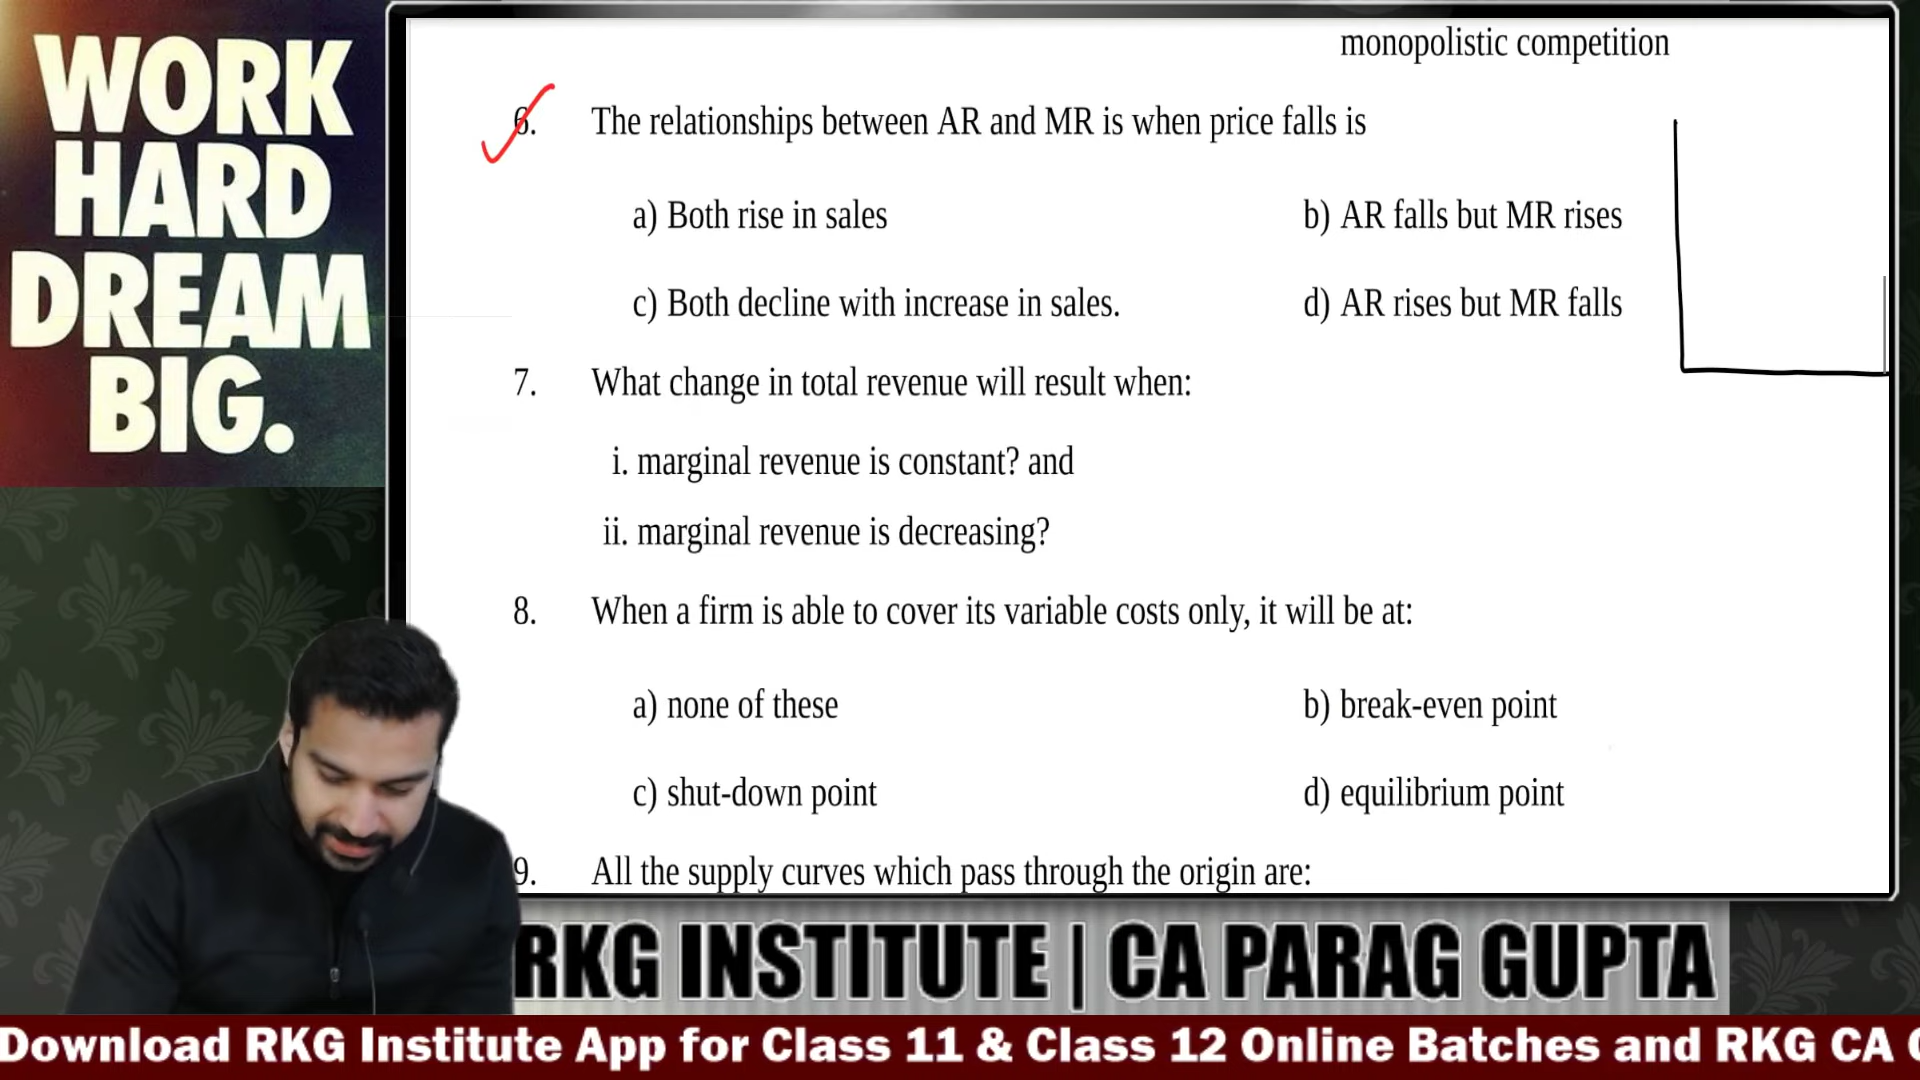 WORK
HARD
DREAM
BIG.
monopolistic competition
6. The relationships between AR and MR is when price falls is
a) Both rise in sales b) AR falls but MR rises
c) Both decline with increase in sales. d) AR rises but MR falls
7. What change in total revenue will result when:
i. marginal revenue is constant? and
ii. marginal revenue is decreasing?
8. When a firm is able to cover its variable costs only, it will be at:
a) none of these b) break-even point
c) shut-down point d) equilibrium point
9. All the supply curves which pass through the origin are:
RKG INSTITUTE | CA PARAG GUPTA
Download RKG Institute App for Class 11 & Class 12 Online Batches and RKG CA